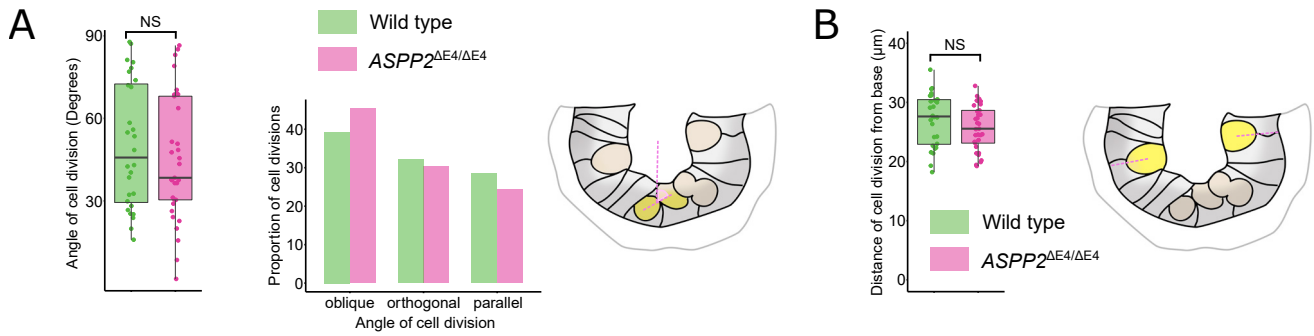 A
NS
Angle of cell division (Degrees)
90
60
30
Wild type
ASPP2ΔE4/ΔE4
Proportion of cell divisions
40
30
20
10
0
oblique orthogonal parallel
Angle of cell division
B
NS
Distance of cell division from base (μm)
40
30
20
10
0
Wild type
ASPP2ΔE4/ΔE4